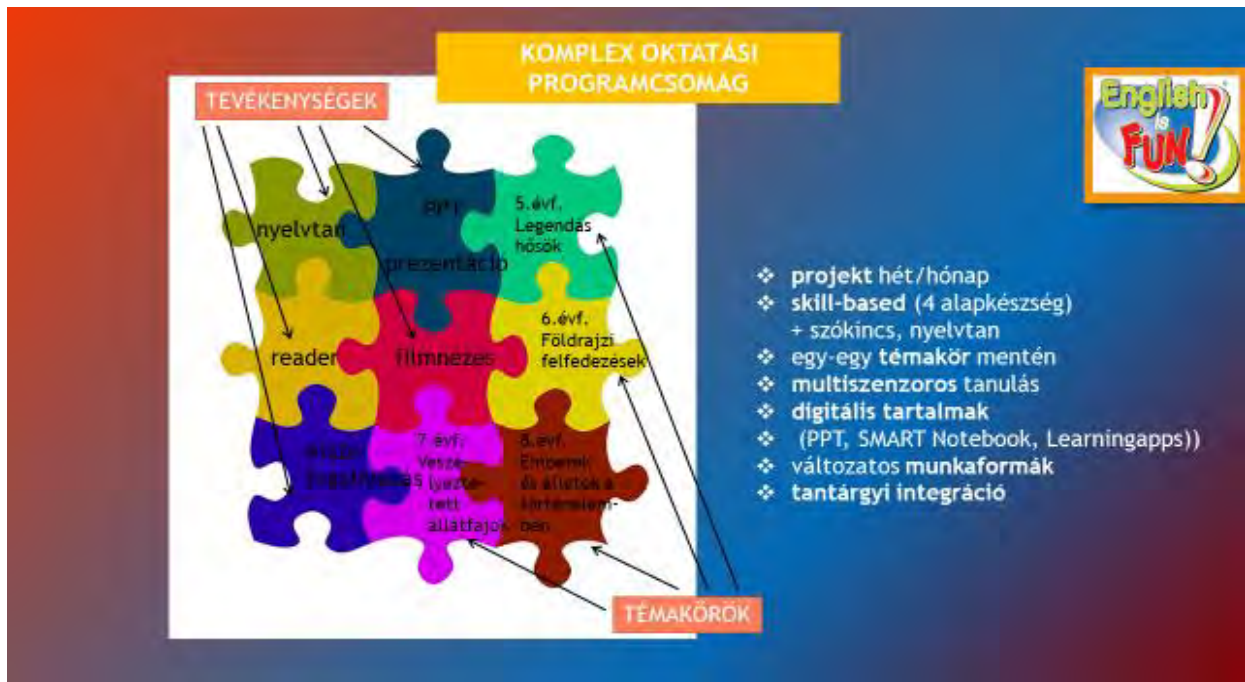 KOMPLEX OKTATÁSI
PROGRAMCSOMAG
TEVÉKENYSÉGEK
English
is
FUN!
nyelvtan
PPT
prezentáció
5.évf.
Legendás
hősök
reader
filmnézés
6.évf.
Földrajzi
felfedezések
7.évf.
Vesze-
lyezte-
tett
állatfajok
8.évf.
Emberek
és állatok a
történelem-
ben
TÉMAKÖRÖK
❖ projekt hét/hónap
❖ skill-based (4 alapkészség)
+ szókincs, nyelvtan
❖ egy-egy témakör mentén
❖ multiszenzoros tanulás
❖ digitális tartalmak
❖ (PPT, SMART Notebook, Learningapps))
❖ változatos munkaformák
❖ tantárgyi integráció